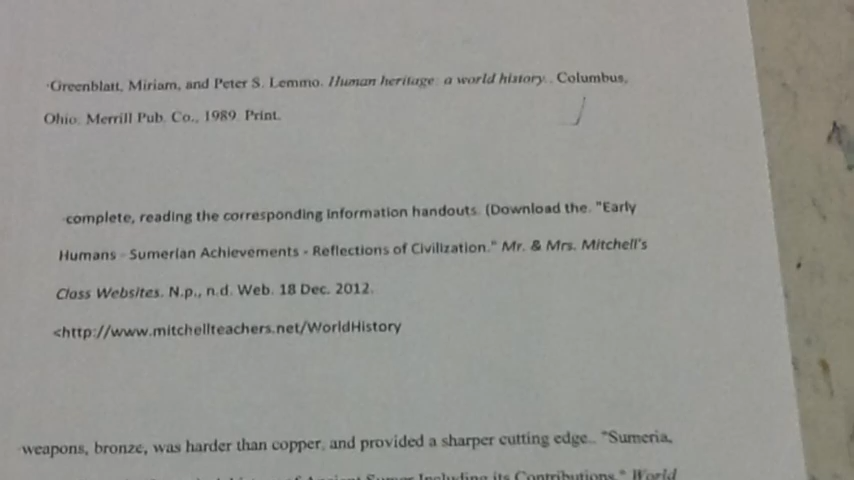 ·Greenblatt, Miriam, and Peter S. Lemmo. Human heritage: a world history.. Columbus,
Ohio: Merrill Pub. Co., 1989. Print.
·complete, reading the corresponding information handouts. (Download the. "Early
Humans - Sumerian Achievements - Reflections of Civilization." Mr. & Mrs. Mitchell's
Class Websites. N.p., n.d. Web. 18 Dec. 2012.
<http://www.mitchellteachers.net/WorldHistory
·weapons, bronze, was harder than copper, and provided a sharper cutting edge.. "Sumeria,
of Ancient Sumer Including its Contributions." World